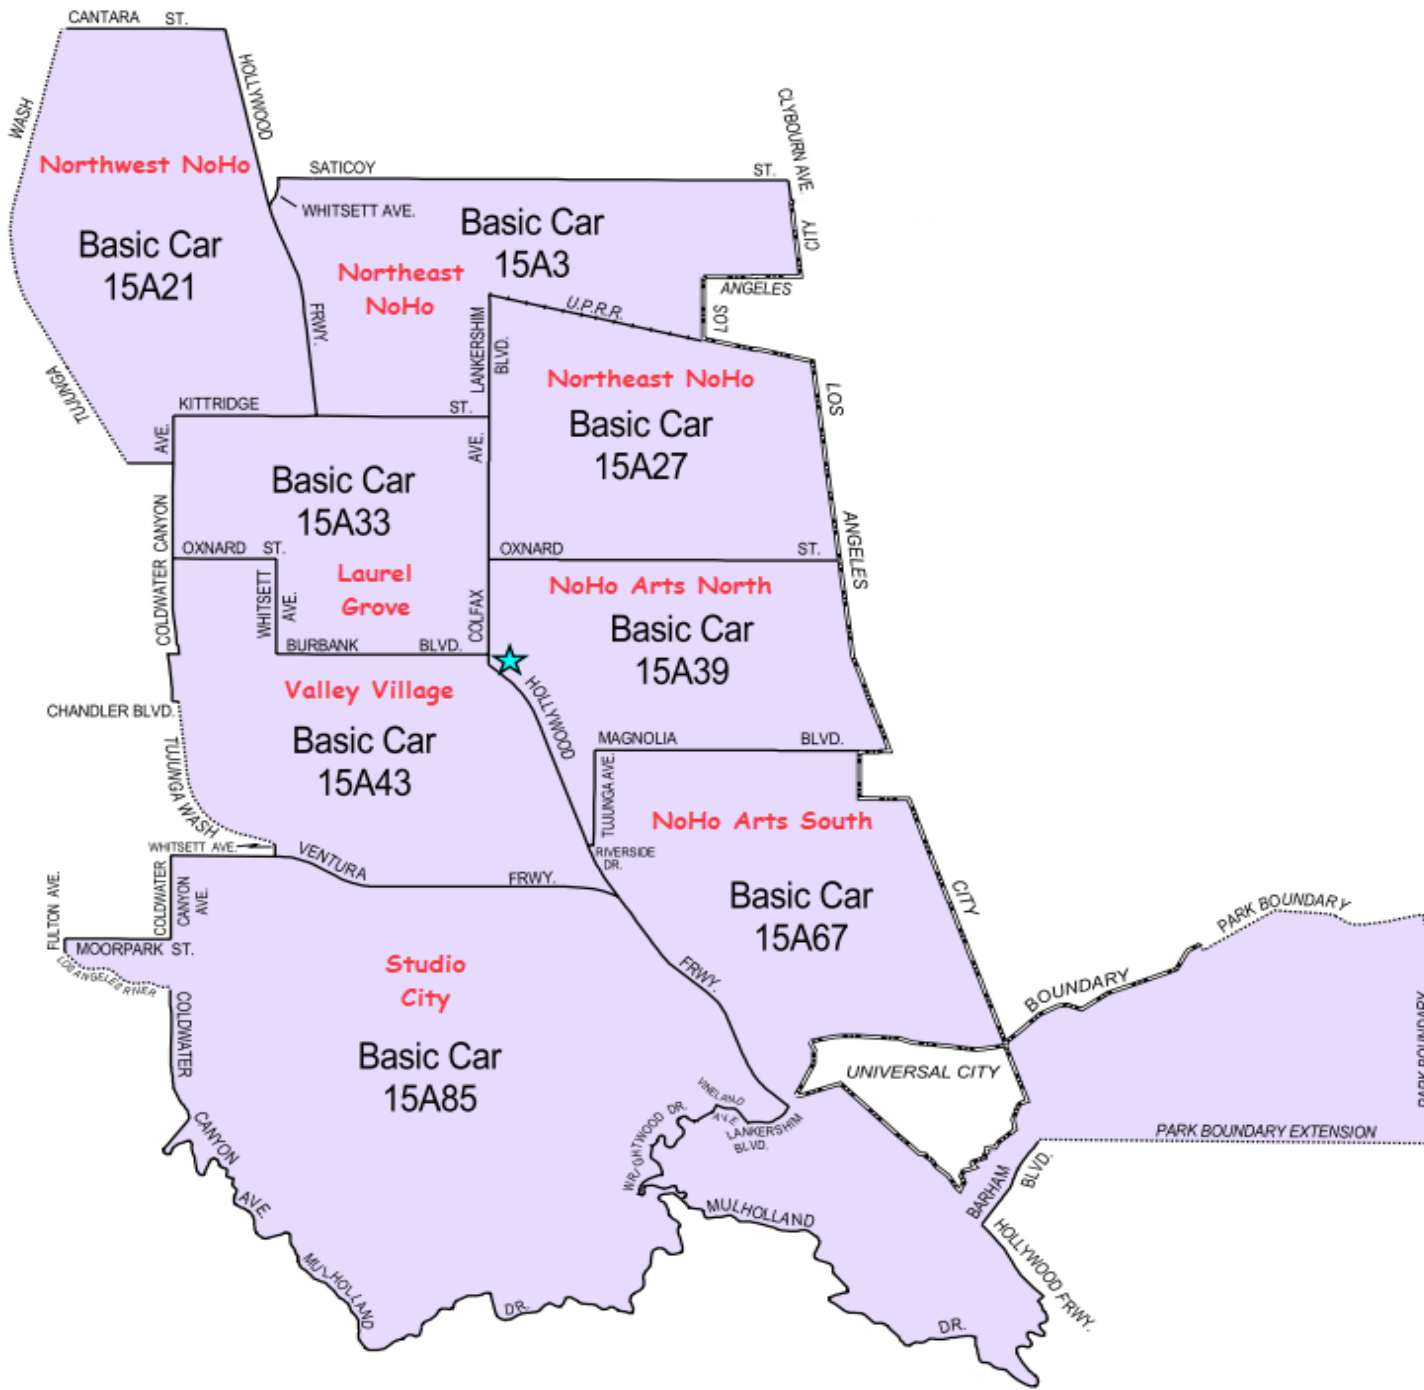 CANTARA ST.
HOLLYWOOD
WASH
CLYBOURN AVE.
Northwest NoHo
SATICOY ST.
WHITSETT AVE.
Basic Car
15A3
CITY
Basic Car
15A21
Northeast
NoHo
ANGELES
LOS
U.P.R.R.
FRWY.
LANKERSHIM
BLVD.
Northeast NoHo
TUJUNGA
LOS
KITTRIDGE ST.
Basic Car
15A27
AVE.
AVE.
Basic Car
15A33
COLDWATER CANYON
ANGELES
OXNARD ST.
OXNARD ST.
Laurel
Grove
NoHo Arts North
WHITSETT
AVE.
COLFAX
Basic Car
15A39
BURBANK BLVD.
Valley Village
HOLLYWOOD
CHANDLER BLVD.
Basic Car
15A43
MAGNOLIA BLVD.
TUJUNGA WASH
TUJUNGA AVE.
NoHo Arts South
WHITSETT AVE.
VENTURA FRWY.
RIVERSIDE
DR.
FULTON AVE.
COLDWATER
CANYON
AVE.
Basic Car
15A67
CITY
PARK BOUNDARY
MOORPARK ST.
LOS ANGELES RIVER
Studio
City
FRWY.
BOUNDARY
COLDWATER
Basic Car
15A85
UNIVERSAL CITY
PARK BOUNDARY
VINELAND
AVE.
LANKERSHIM
BLVD.
WRIGHTWOOD DR.
CANYON
AVE.
PARK BOUNDARY EXTENSION
BARHAM
BLVD.
MULHOLLAND
HOLLYWOOD FRWY.
MULHOLLAND
DR.
DR.